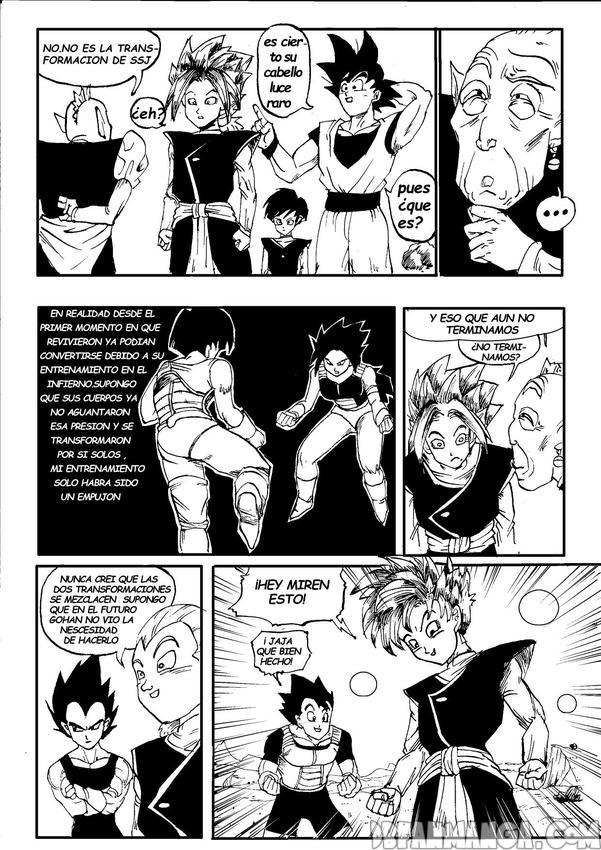 NO.NO ES LA TRANS-
FORMACION DE SSJ
¿eh?
es cier-
to su
cabello
luce
raro
pues
¿que
es?
...
EN REALIDAD DESDE EL
PRIMER MOMENTO EN QUE
REVIVIERON YA PODIAN
CONVERTIRSE DEBIDO A SU
ENTRENAMIENTO EN EL
INFIERNO,SUPONGO
QUE SUS CUERPOS YA
NO AGUANTARON
ESA PRESION Y SE
TRANSFORMARON
POR SI SOLOS ,
MI ENTRENAMIENTO
SOLO HABRA SIDO
UN EMPUJON
Y ESO QUE AUN NO
TERMINAMOS
¿NO TERMI-
NAMOS?
NUNCA CREI QUE LAS
DOS TRANSFORMACIONES
SE MEZCLACEN SUPONGO
QUE EN EL FUTURO
GOHAN NO VIO LA
NESCESIDAD
DE HACERLO
¡HEY MIREN
ESTO!
¡ JAJA
QUE BIEN
HECHO!
DBFANMANGA.COM